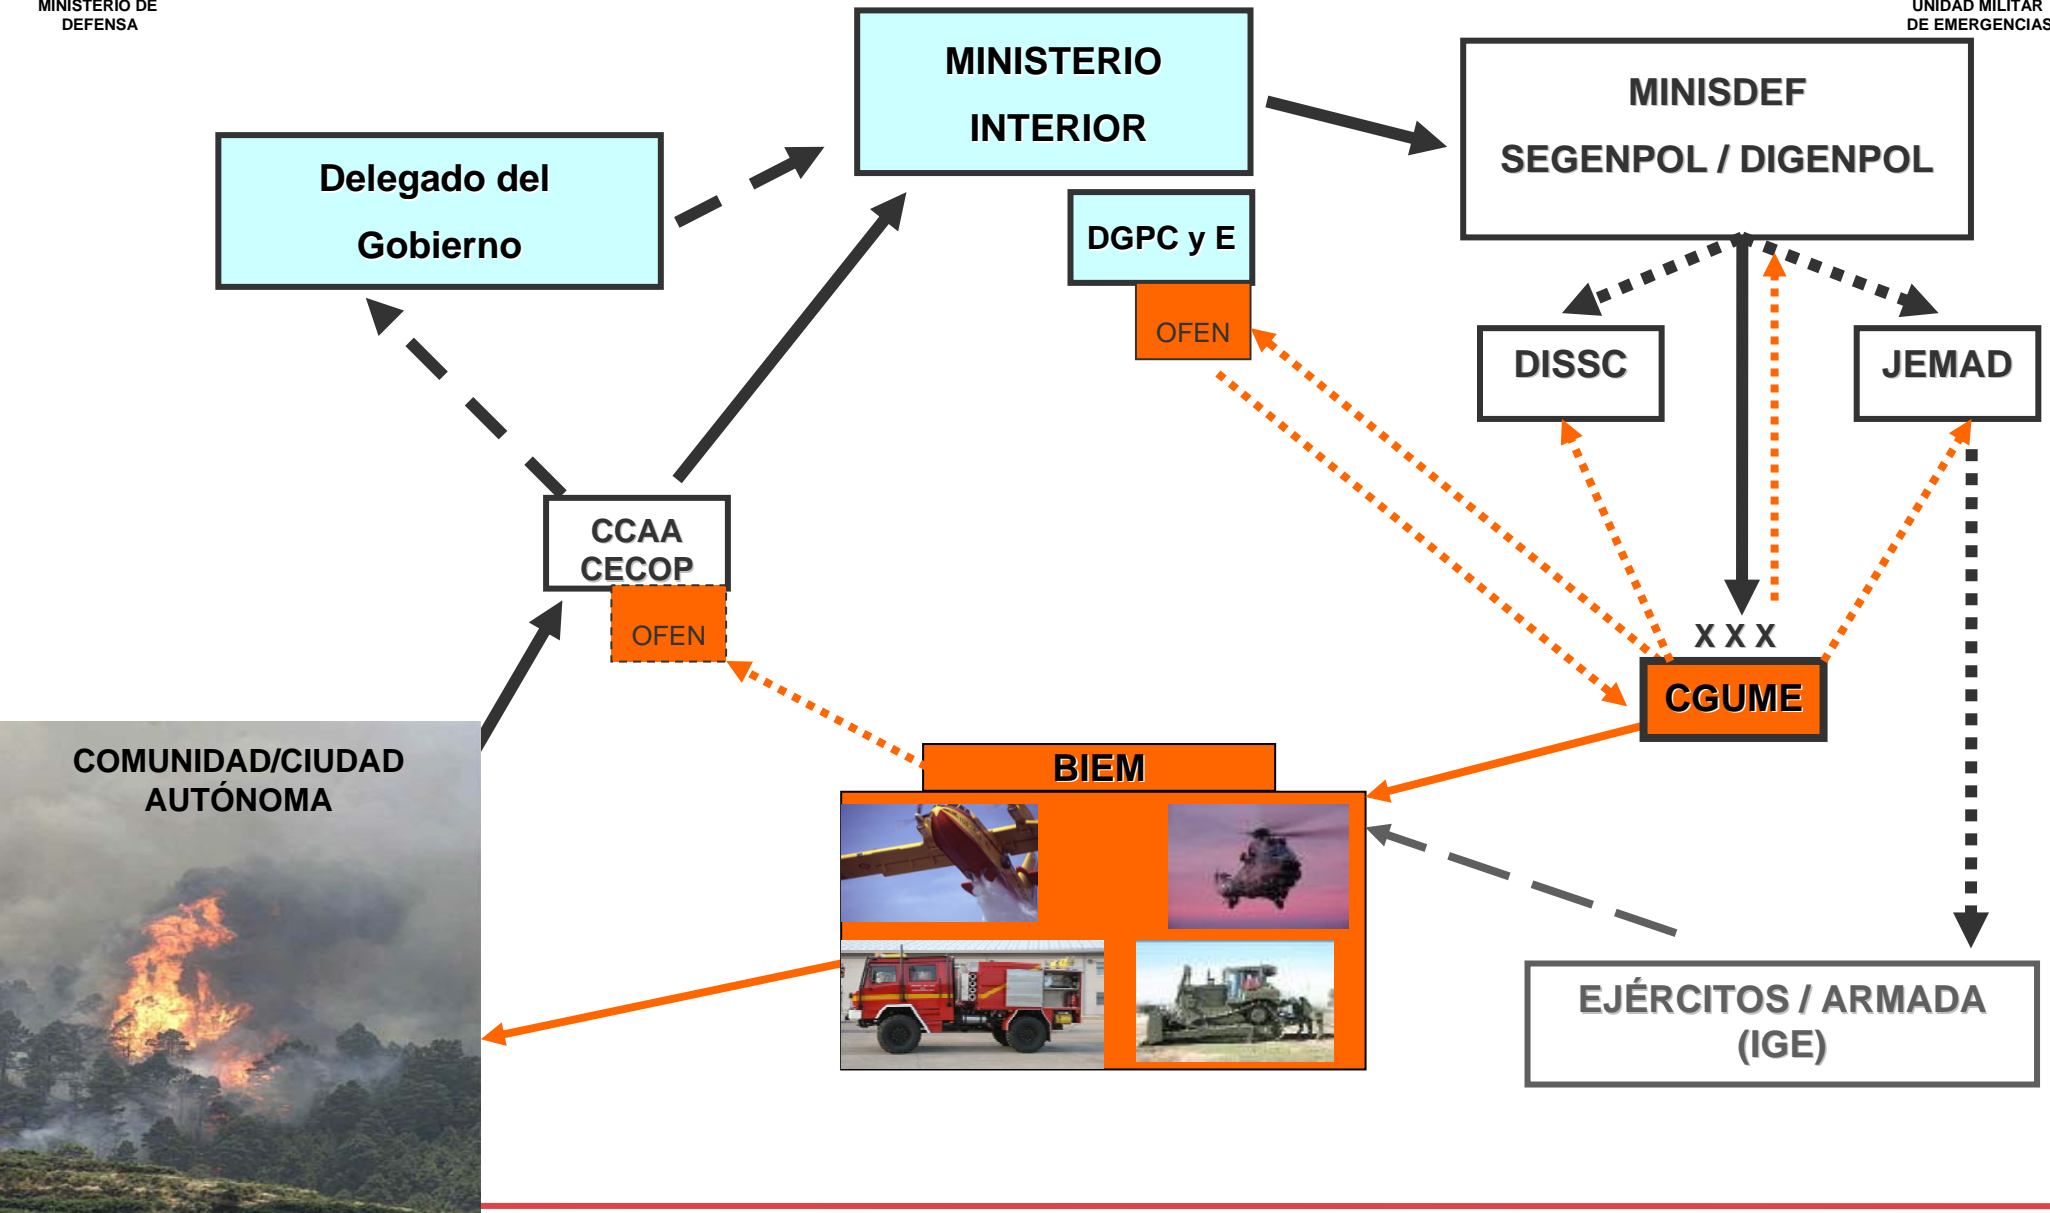 MINISTERIO DE
DEFENSA
UNIDAD MILITAR
DE EMERGENCIAS
MINISTERIO
INTERIOR
MINISDEF
SEGENPOL / DIGENPOL
Delegado del
Gobierno
DGPC y E
OFEN
DISSC
JEMAD
CCAA
CECOP
OFEN
X X X
CGUME
COMUNIDAD/CIUDAD
AUTÓNOMA
BIEM
EJÉRCITOS / ARMADA
(IGE)